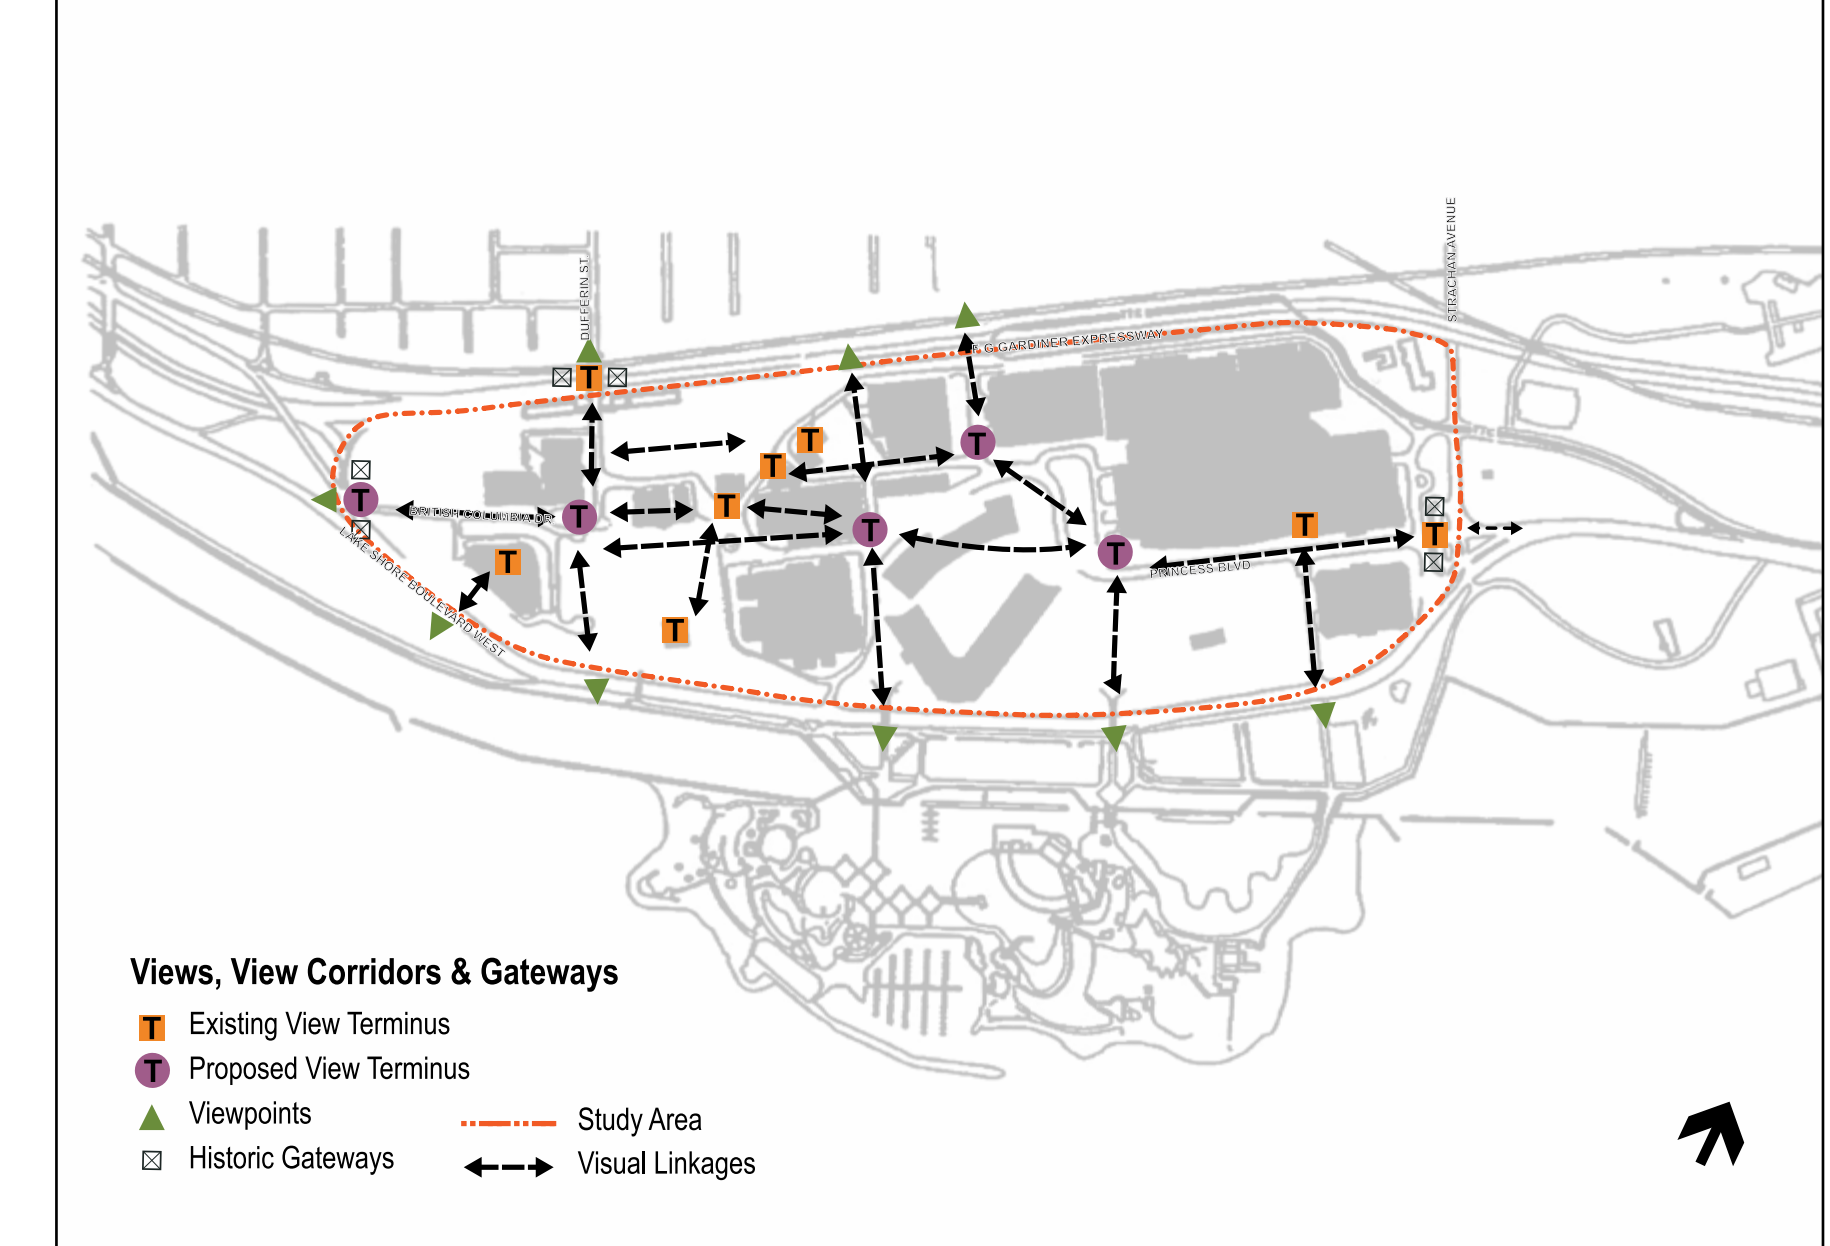 STRACHAN AVENUE
DUFFERIN ST
F G GARDINER EXPRESSWAY
T
T
T
T
T
T
BRITISH COLUMBIA DR
T
T
T
T
T
T
T
PRINCESS BLVD
LAKE SHORE BOULEVARD WEST
T
Views, View Corridors & Gateways
T Existing View Terminus
T Proposed View Terminus
Viewpoints
Study Area
Historic Gateways
Visual Linkages